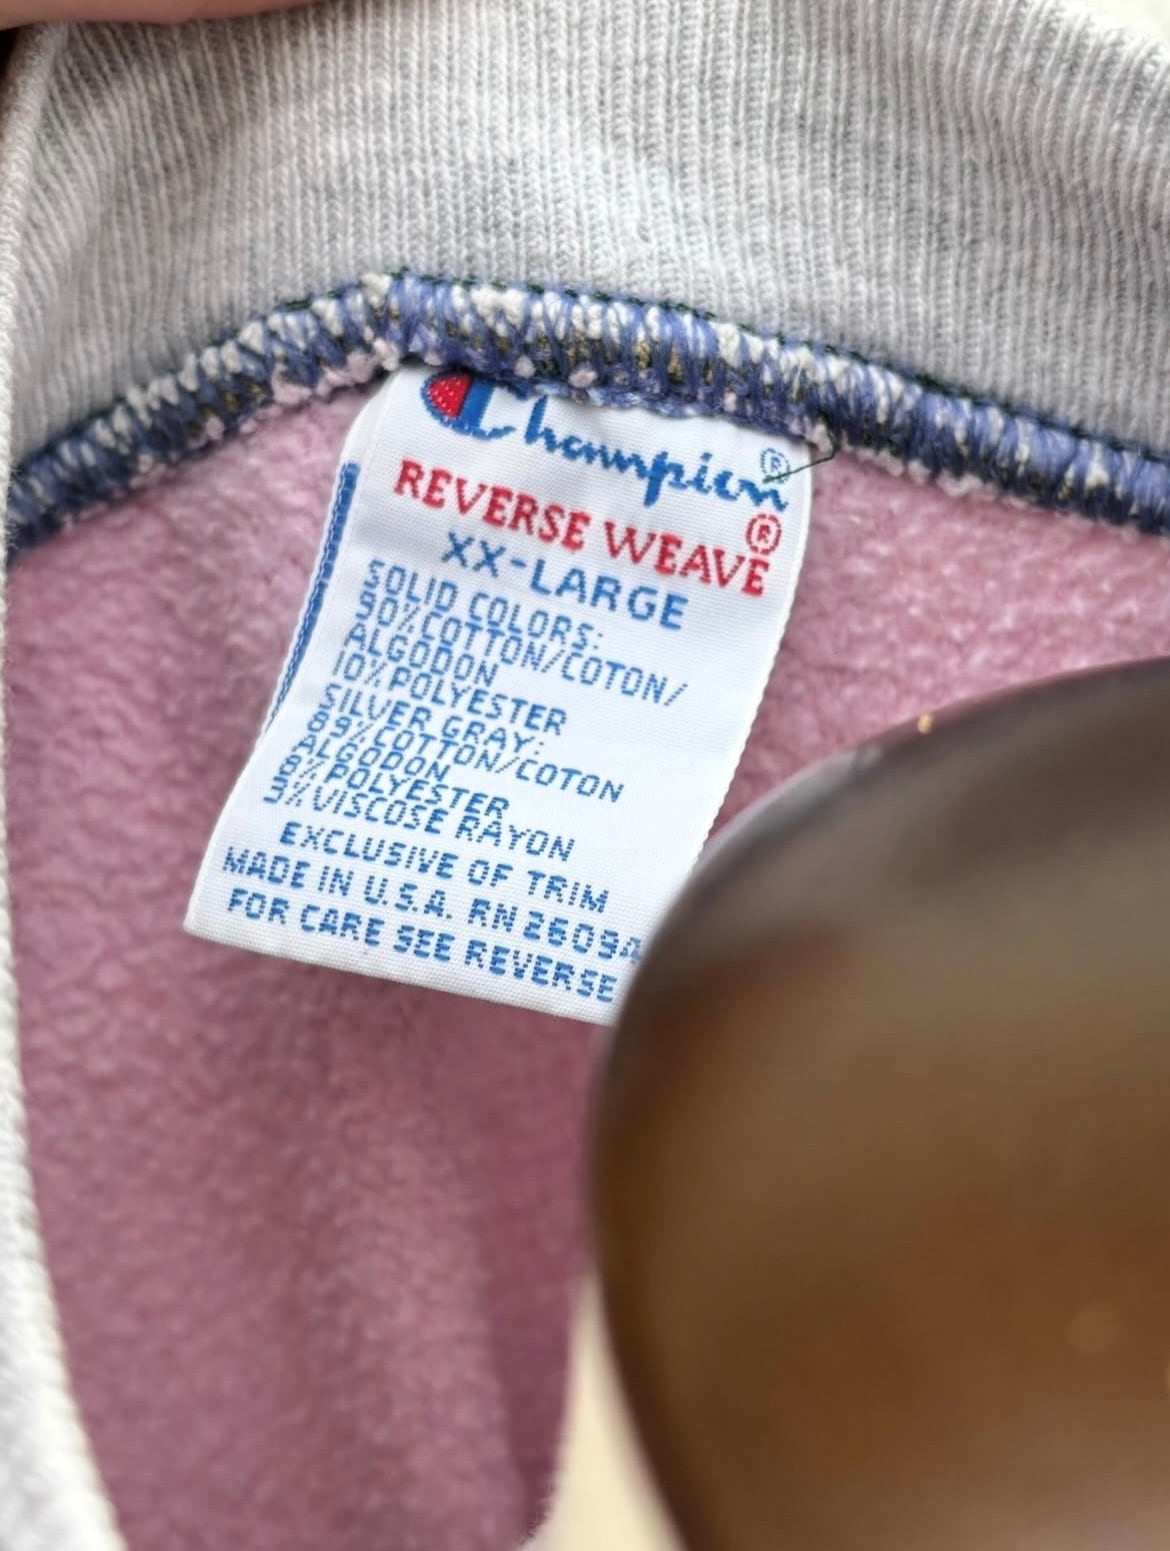 Champion®
REVERSE WEAVE®
XX-LARGE
SOLID COLORS:
90%COTTON/COTON/
ALGODON
10%POLYESTER
SILVER GRAY:
89%COTTON/COTON
ALGODON
8%POLYESTER
3%VISCOSE RAYON
EXCLUSIVE OF TRIM
MADE IN U.S.A. RN26094
FOR CARE SEE REVERSE